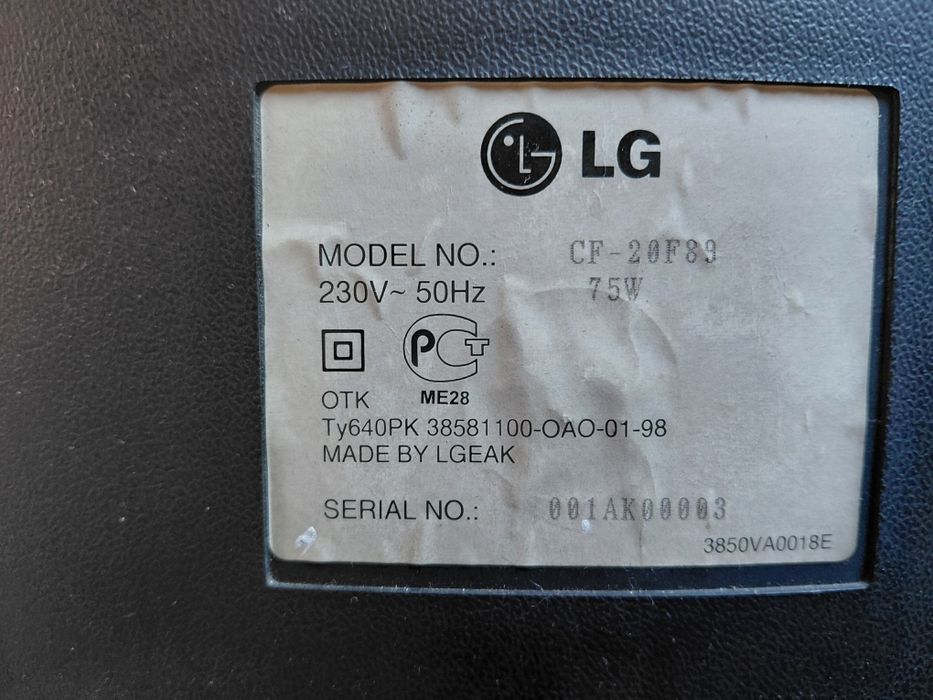 LG
MODEL NO.: CF-20F89
230V~ 50Hz 75W
РСТ
ME28
OTK
Ty640PK 38581100-OAO-01-98
MADE BY LGEAK
SERIAL NO.: 001AK00003
3850VA0018E